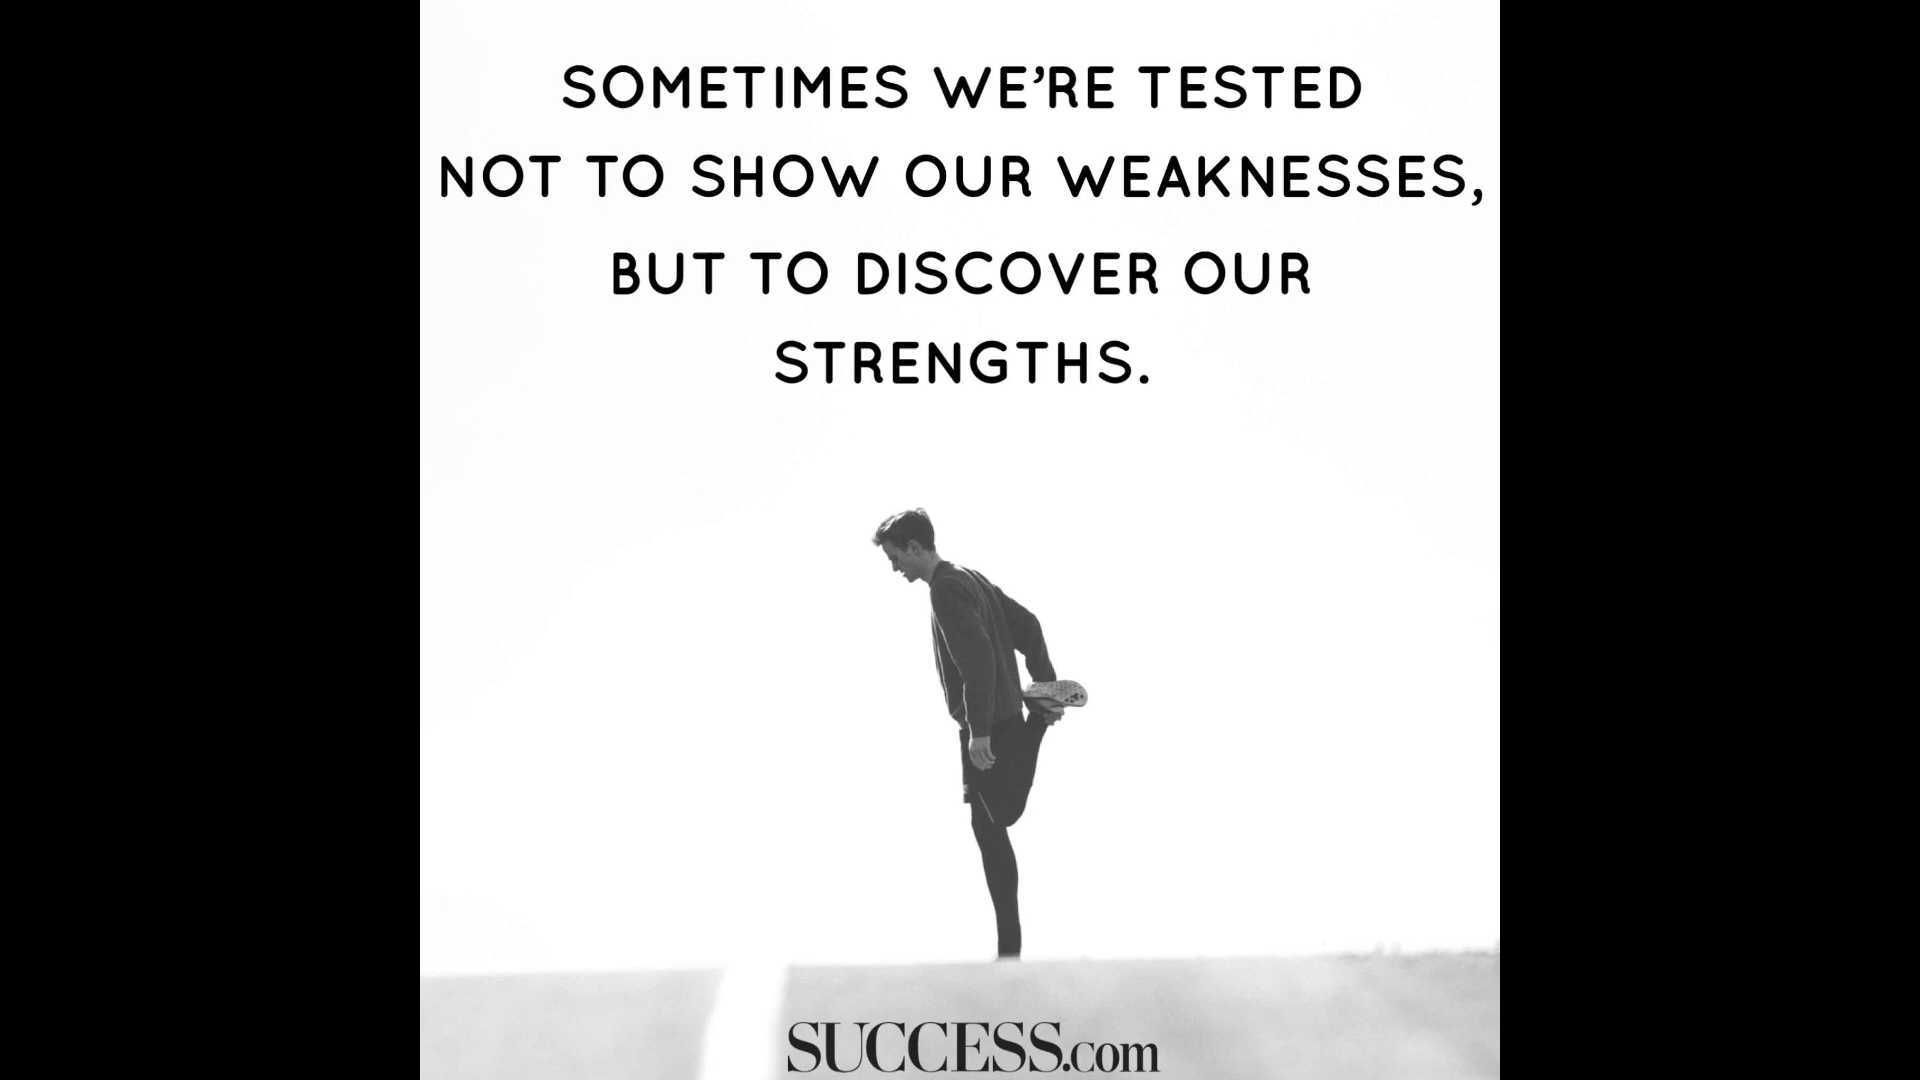 SOMETIMES WE’RE TESTED
NOT TO SHOW OUR WEAKNESSES,
BUT TO DISCOVER OUR
STRENGTHS.
SUCCESS.com